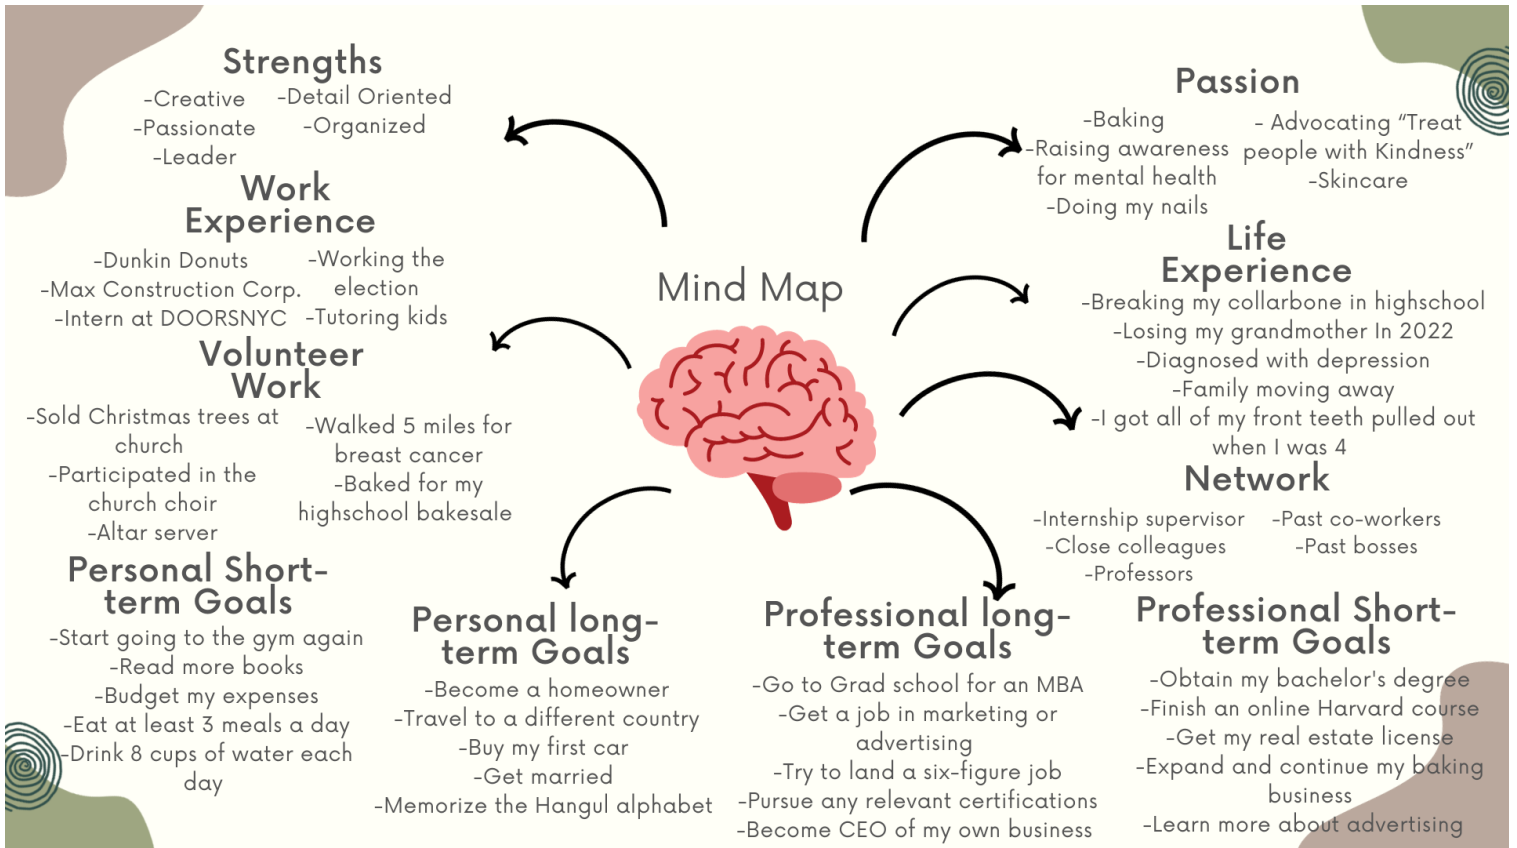 Strengths
-Creative
-Passionate
-Leader
-Detail Oriented
-Organized
Work
Experience
-Dunkin Donuts
-Max Construction Corp.
-Intern at DOORSNYC
-Working the
election
-Tutoring kids
Volunteer
Work
-Sold Christmas trees at
church
-Participated in the
church choir
-Altar server
-Walked 5 miles for
breast cancer
-Baked for my
highschool bakesale
Personal Short-
term Goals
-Start going to the gym again
-Read more books
-Budget my expenses
-Eat at least 3 meals a day
-Drink 8 cups of water each
day
Mind Map
Personal long-
term Goals
-Become a homeowner
-Travel to a different country
-Buy my first car
-Get married
-Memorize the Hangul alphabet
Professional long-
term Goals
-Go to Grad school for an MBA
-Get a job in marketing or
advertising
-Try to land a six-figure job
-Pursue any relevant certifications
-Become CEO of my own business
Passion
-Baking
-Raising awareness
for mental health
-Doing my nails
- Advocating “Treat
people with Kindness”
-Skincare
Life
Experience
-Breaking my collarbone in highschool
-Losing my grandmother In 2022
-Diagnosed with depression
-Family moving away
-I got all of my front teeth pulled out
when I was 4
Network
-Internship supervisor
-Close colleagues
-Professors
-Past co-workers
-Past bosses
Professional Short-
term Goals
-Obtain my bachelor's degree
-Finish an online Harvard course
-Get my real estate license
-Expand and continue my baking
business
-Learn more about advertising